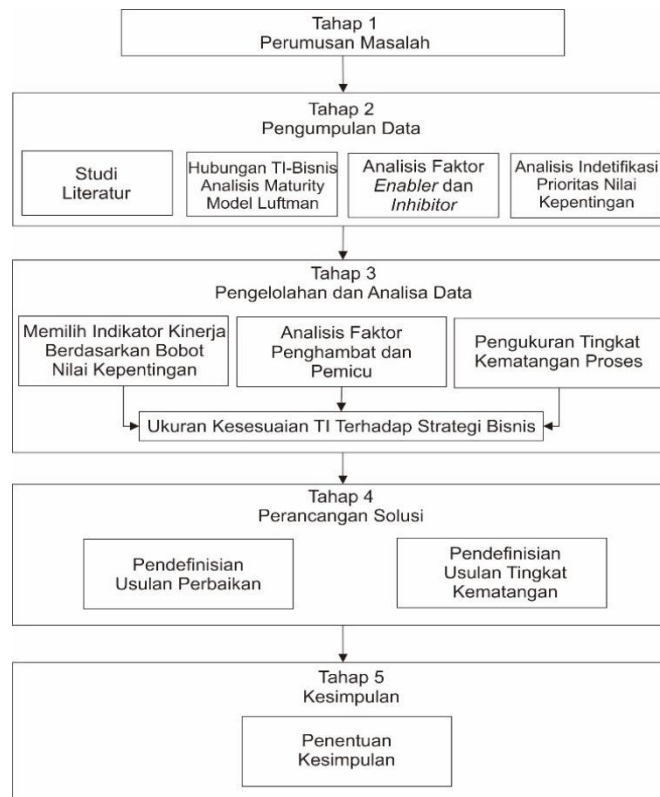 Tahap 1
Perumusan Masalah
Tahap 2
Pengumpulan Data
Studi
Literatur
Hubungan TI-Bisnis
Analisis Maturity
Model Luftman
Analisis Faktor
Enabler dan
Inhibitor
Analisis Indetifikasi
Prioritas Nilai
Kepentingan
Tahap 3
Pengelolahan dan Analisa Data
Memilih Indikator Kinerja
Berdasarkan Bobot
Nilai Kepentingan
Analisis Faktor
Penghambat dan
Pemicu
Pengukuran Tingkat
Kematangan Proses
Ukuran Kesesuaian TI Terhadap Strategi Bisnis
Tahap 4
Perancangan Solusi
Pendefinisian
Usulan Perbaikan
Pendefinisian
Usulan Tingkat
Kematangan
Tahap 5
Kesimpulan
Penentuan
Kesimpulan